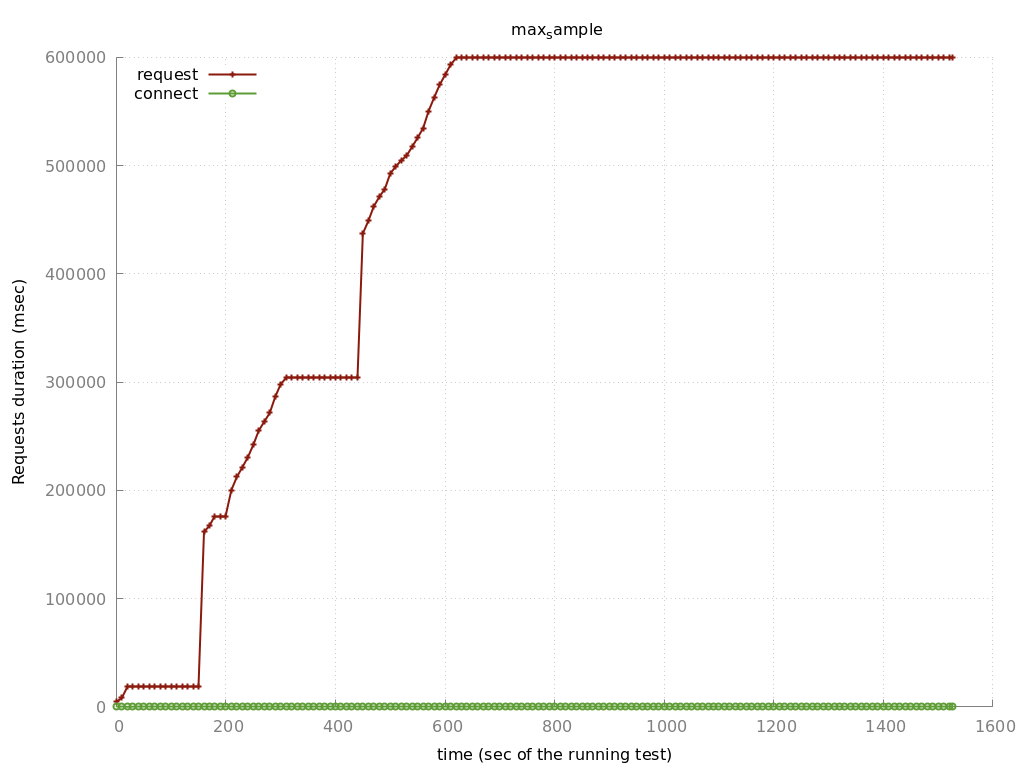 max_sample
request
connect
600000
500000
400000
300000
200000
100000
0
0 200 400 600 800 1000 1200 1400 1600
Requests duration (msec)
time (sec of the running test)